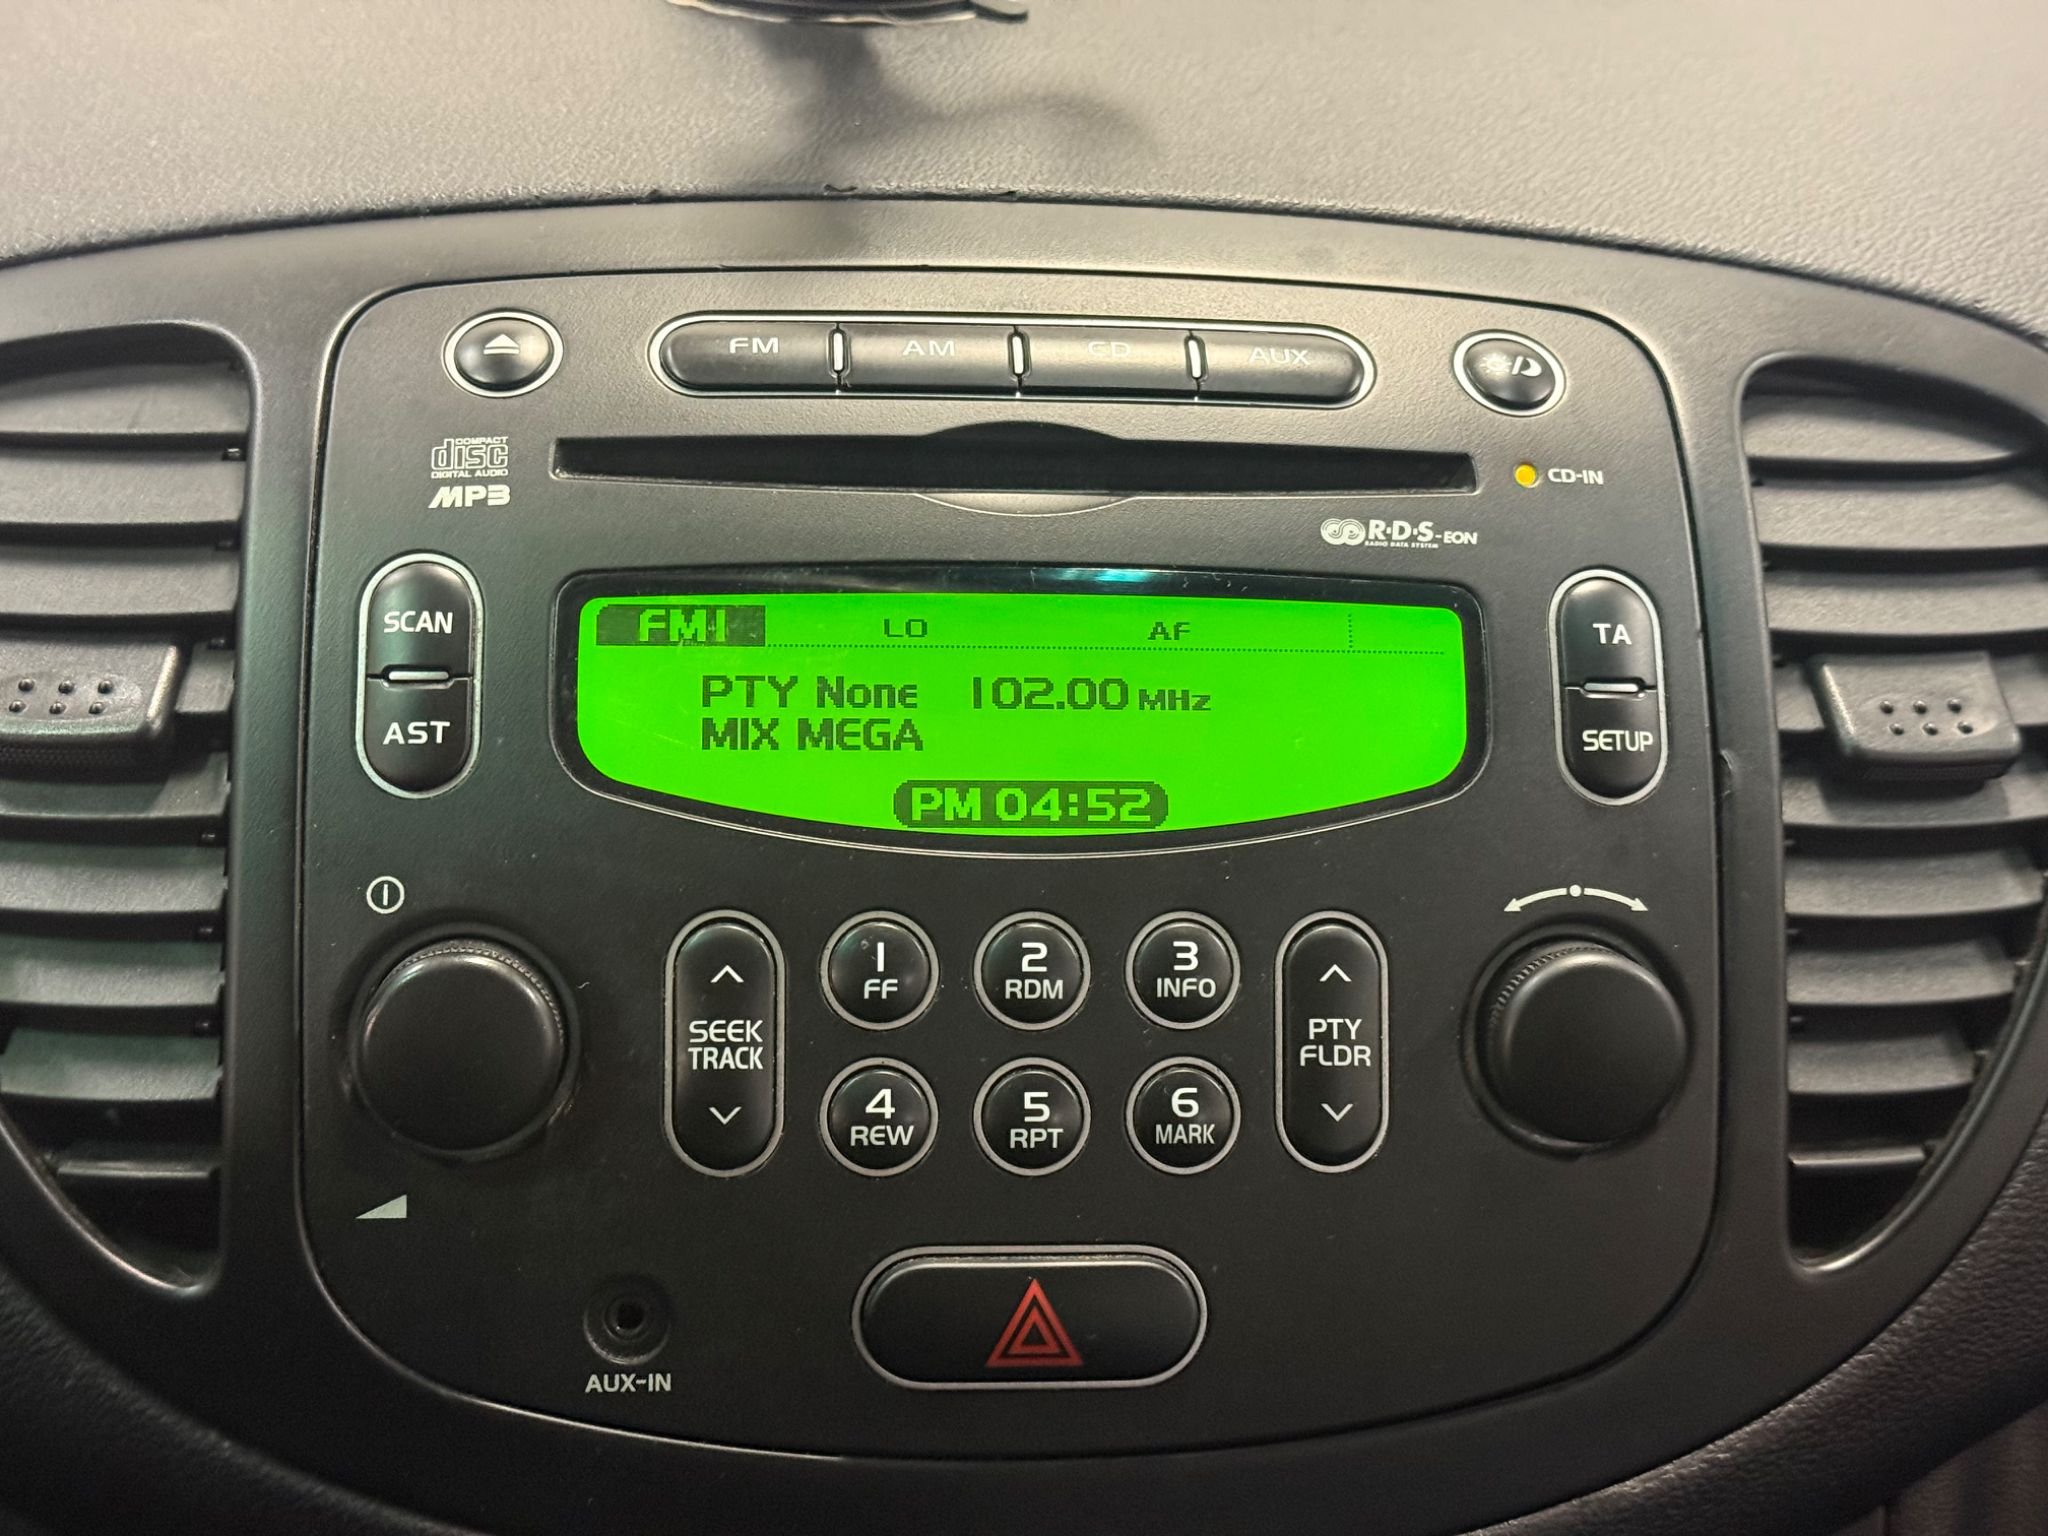 FM AM CD AUX
COMPACT
disc
DIGITAL AUDIO
MP3
CD-IN
R·D·S-EON
RADIO DATA SYSTEM
SCAN
AST
FM1 LO AF
PTY None 102.00 MHz
MIX MEGA
PM 04:52
TA
SETUP
SEEK
TRACK
1
FF
2
RDM
3
INFO
4
REW
5
RPT
6
MARK
PTY
FLDR
AUX-IN